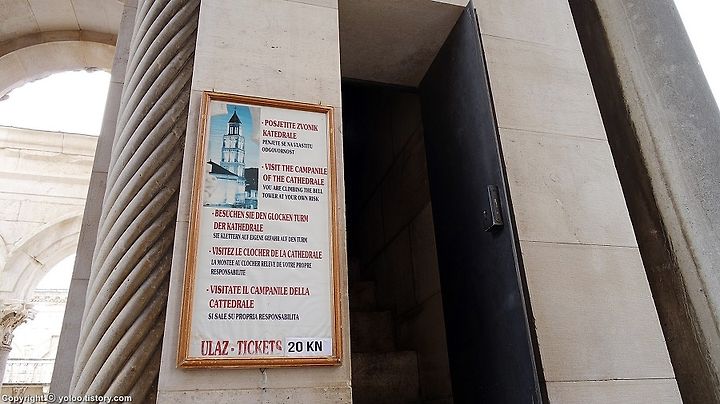 - POSJETITE ZVONIK
KATEDRALE
PENJETE SE NA VLASTITU
ODGOVORNOST
- VISIT THE CAMPANILE
OF THE CATHEDRALE
YOU ARE CLIMBING THE BELL
TOWER AT YOUR OWN RISK
- BESUCHEN SIE DEN GLOCKEN TURM
DER KATHEDRALE
SIE KLETTERN AUF EIGENE GEFAHR AUF DEN TURM
- VISITEZ LE CLOCHER DE LA CATHEDRALE
LA MONTEE AU CLOCHER RELEVE DE VOTRE PROPRE
RESPONSABILITE
- VISITATE IL CAMPANILE DELLA
CATTEDRALE
SI SALE SU PROPRIA RESPONSABILITA
ULAZ - TICKETS 20 KN
Copyright © yoloz.tistory.com